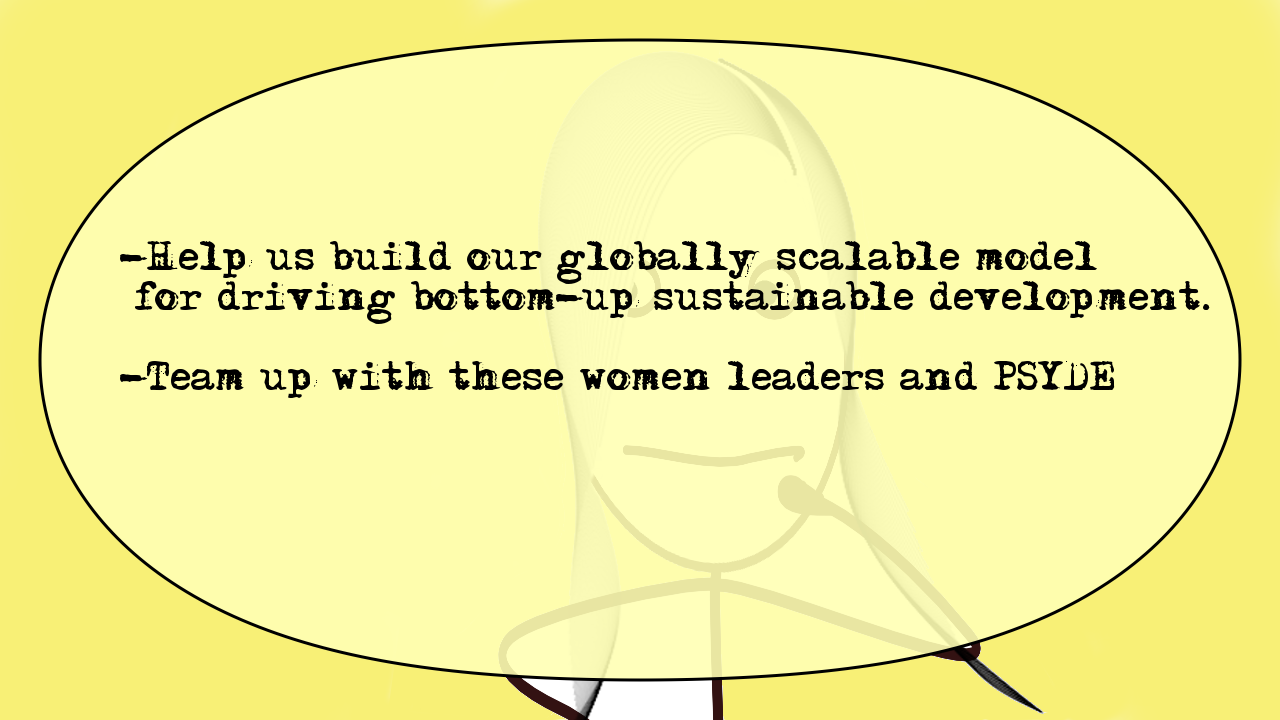 -Help us build our globally scalable model
for driving bottom-up sustainable development.
-Team up with these women leaders and PSYDE